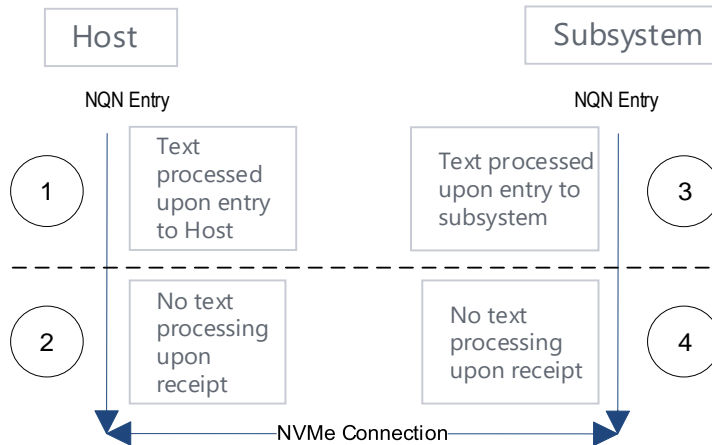 Host
Subsystem
NQN Entry
NQN Entry
1
Text
processed
upon entry
to Host
Text processed
upon entry to
subsystem
3
2
No text
processing
upon
receipt
No text
processing
upon receipt
4
NVMe Connection